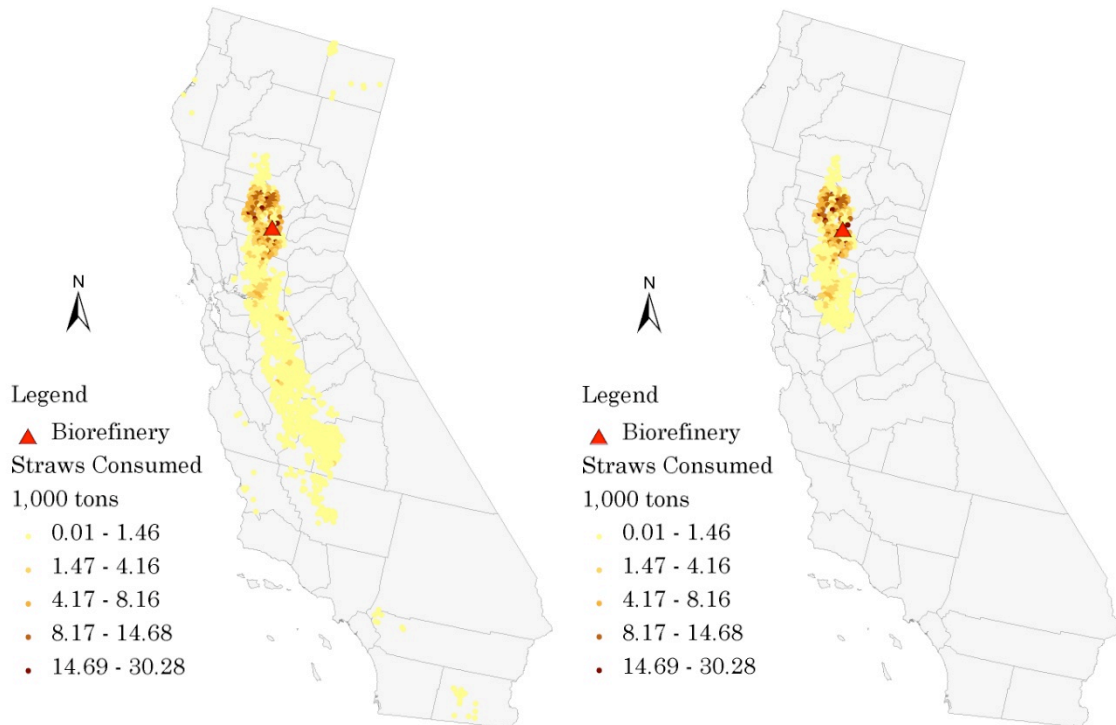 N
Legend
Biorefinery
Straws Consumed
1,000 tons
0.01 - 1.46
1.47 - 4.16
4.17 - 8.16
8.17 - 14.68
14.69 - 30.28
N
Legend
Biorefinery
Straws Consumed
1,000 tons
0.01 - 1.46
1.47 - 4.16
4.17 - 8.16
8.17 - 14.68
14.69 - 30.28